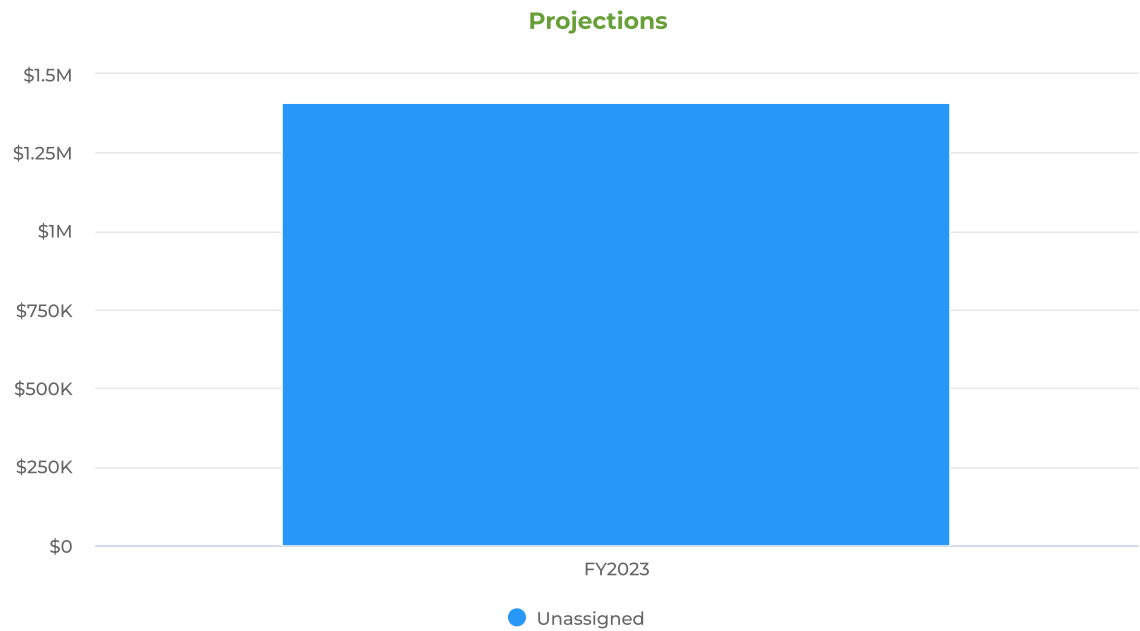 Projections
$1.5M
$1.25M
$1M
$750K
$500K
$250K
$0
FY2023
Unassigned